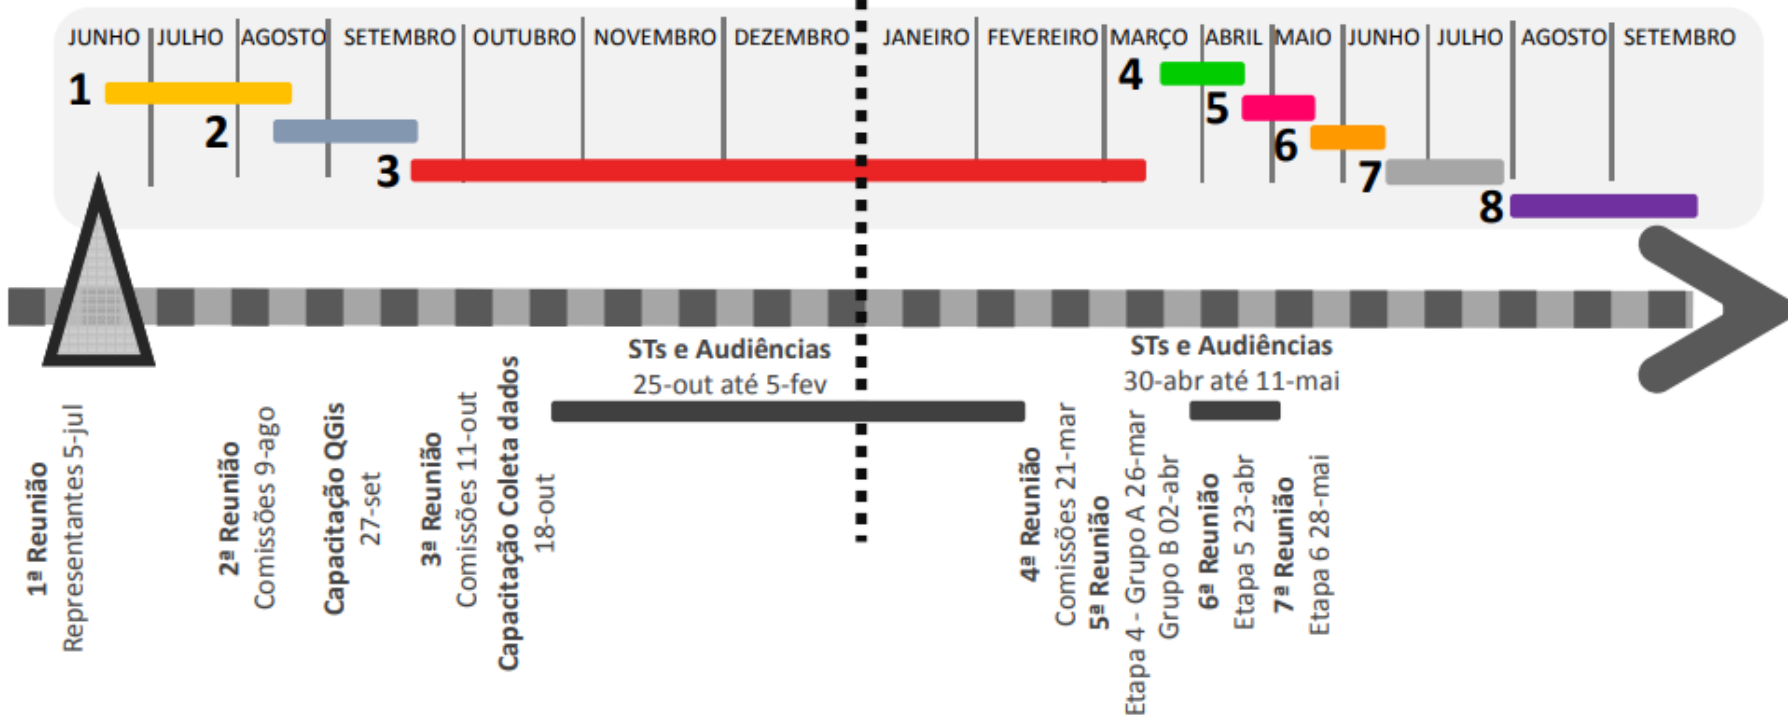 JUNHO JULHO AGOSTO SETEMBRO OUTUBRO NOVEMBRO DEZEMBRO JANEIRO FEVEREIRO MARÇO ABRIL MAIO JUNHO JULHO AGOSTO SETEMBRO
1
2
3
4
5
6
7
8
STs e Audiências
25-out até 5-fev
STs e Audiências
30-abr até 11-mai
1ª Reunião
Representantes 5-jul
2ª Reunião
Comissões 9-ago
Capacitação QGis
27-set
3ª Reunião
Comissões 11-out
Capacitação Coleta dados
18-out
4ª Reunião
Comissões 21-mar
5ª Reunião
Etapa 4 - Grupo A 26-mar
Grupo B 02-abr
6ª Reunião
Etapa 5 23-abr
7ª Reunião
Etapa 6 28-mai